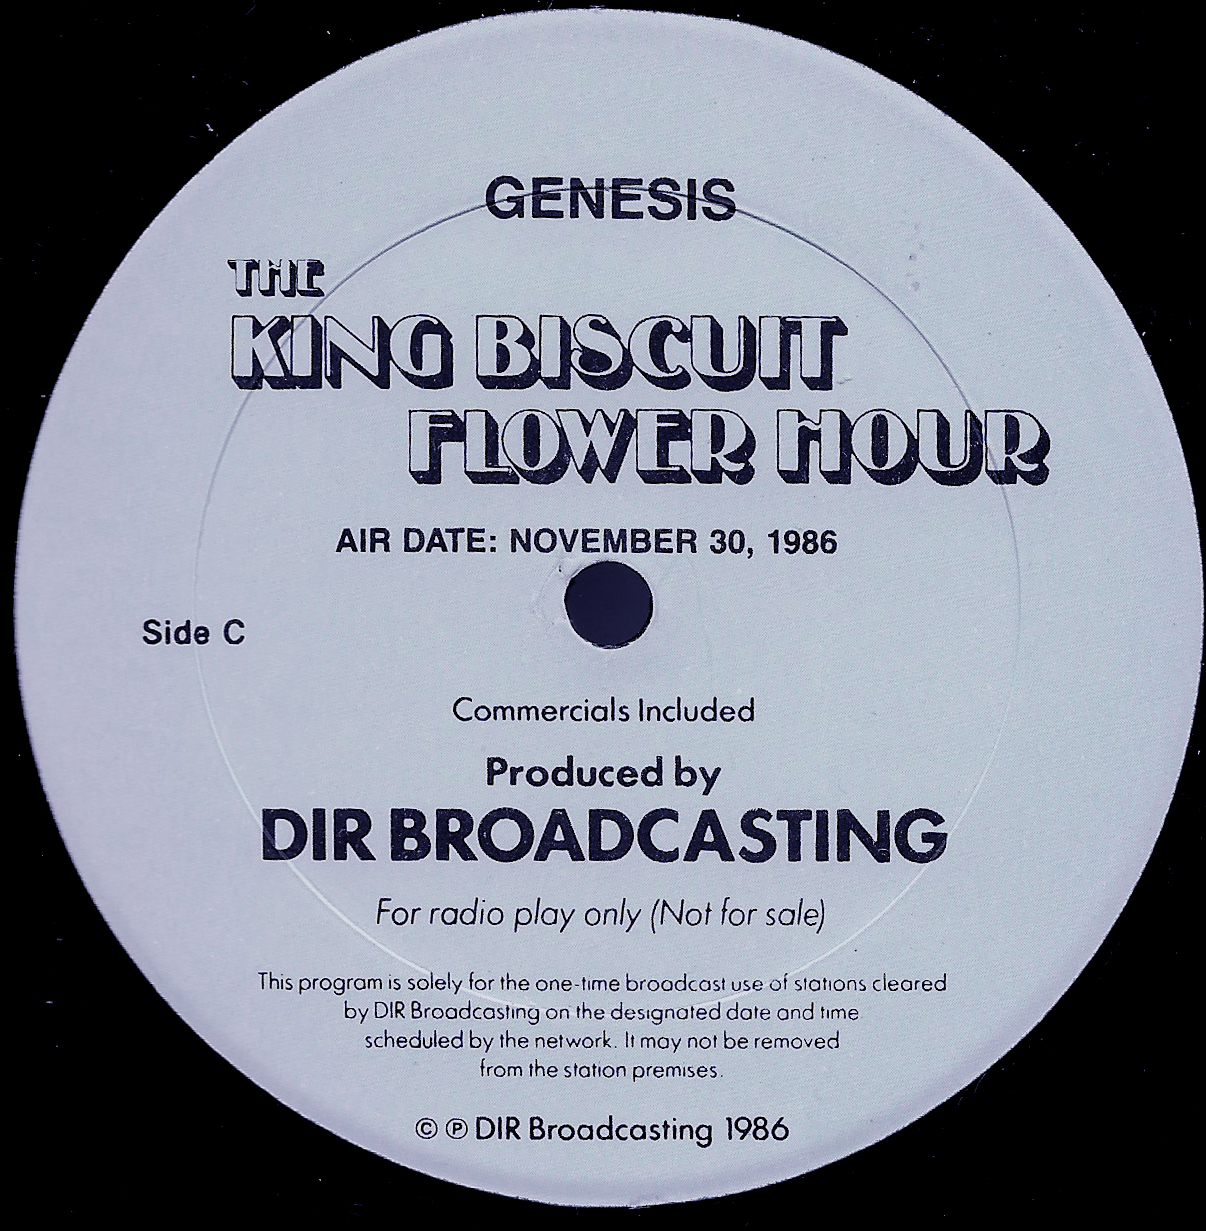 GENESIS
THE
KING BISCUIT
FLOWER HOUR
AIR DATE: NOVEMBER 30, 1986
Side C
Commercials Included
Produced by
DIR BROADCASTING
For radio play only (Not for sale)
This program is solely for the one-time broadcast use of stations cleared
by DIR Broadcasting on the designated date and time
scheduled by the network. It may not be removed
from the station premises.
© ℗ DIR Broadcasting 1986